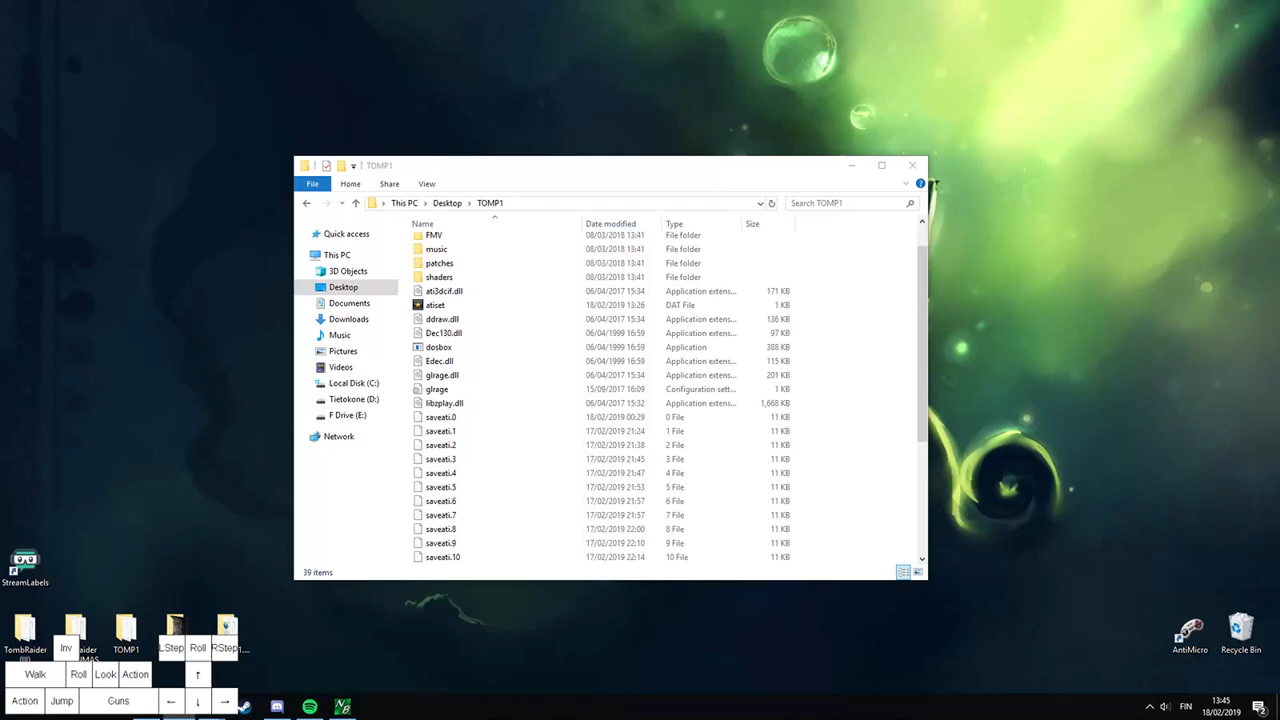 TOMP1
File Home Share View
This PC Desktop TOMP1 Search TOMP1
Name Date modified Type Size
FMV 08/03/2018 13:41 File folder
music 08/03/2018 13:41 File folder
patches 08/03/2018 13:41 File folder
shaders 08/03/2018 13:41 File folder
ati3dcif.dll 06/04/2017 15:34 Application extens... 171 KB
atiset 18/02/2019 13:26 DAT File 1 KB
ddraw.dll 06/04/2017 15:34 Application extens... 136 KB
Dec130.dll 06/04/1999 16:59 Application extens... 97 KB
dosbox 06/04/1999 16:59 Application 388 KB
Edec.dll 06/04/1999 16:59 Application extens... 115 KB
glrage.dll 06/04/2017 15:34 Application extens... 201 KB
glrage 15/09/2017 16:09 Configuration sett... 1 KB
libzplay.dll 06/04/2017 15:32 Application extens... 1,668 KB
saveati.0 18/02/2019 00:29 0 File 11 KB
saveati.1 17/02/2019 21:24 1 File 11 KB
saveati.2 17/02/2019 21:38 2 File 11 KB
saveati.3 17/02/2019 21:45 3 File 11 KB
saveati.4 17/02/2019 21:47 4 File 11 KB
saveati.5 17/02/2019 21:53 5 File 11 KB
saveati.6 17/02/2019 21:57 6 File 11 KB
saveati.7 17/02/2019 21:57 7 File 11 KB
saveati.8 17/02/2019 22:00 8 File 11 KB
saveati.9 17/02/2019 22:10 9 File 11 KB
saveati.10 17/02/2019 22:14 10 File 11 KB
Quick access
This PC
3D Objects
Desktop
Documents
Downloads
Music
Pictures
Videos
Local Disk (C:)
Tietokone (D:)
F Drive (E:)
Network
39 items
StreamLabels
TombRaider
(III)
TOMP1
Inv LStep Roll RStep
Walk Roll Look Action ↑
Action Jump Guns ← ↓ →
AntiMicro Recycle Bin
FIN
13:45
18/02/2019
2